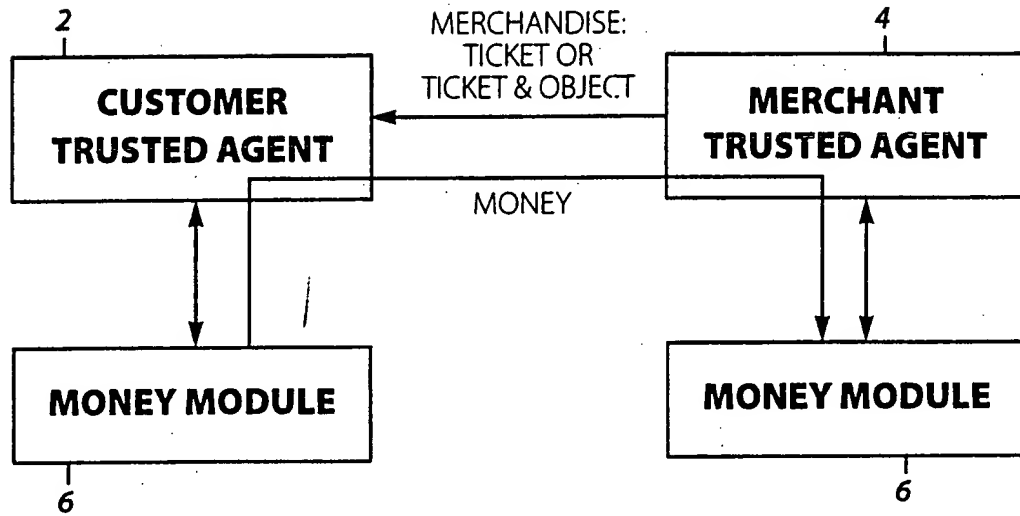 2
MERCHANDISE:
TICKET OR
TICKET & OBJECT
4
CUSTOMER
TRUSTED AGENT
MERCHANT
TRUSTED AGENT
MONEY
MONEY MODULE
MONEY MODULE
6
6